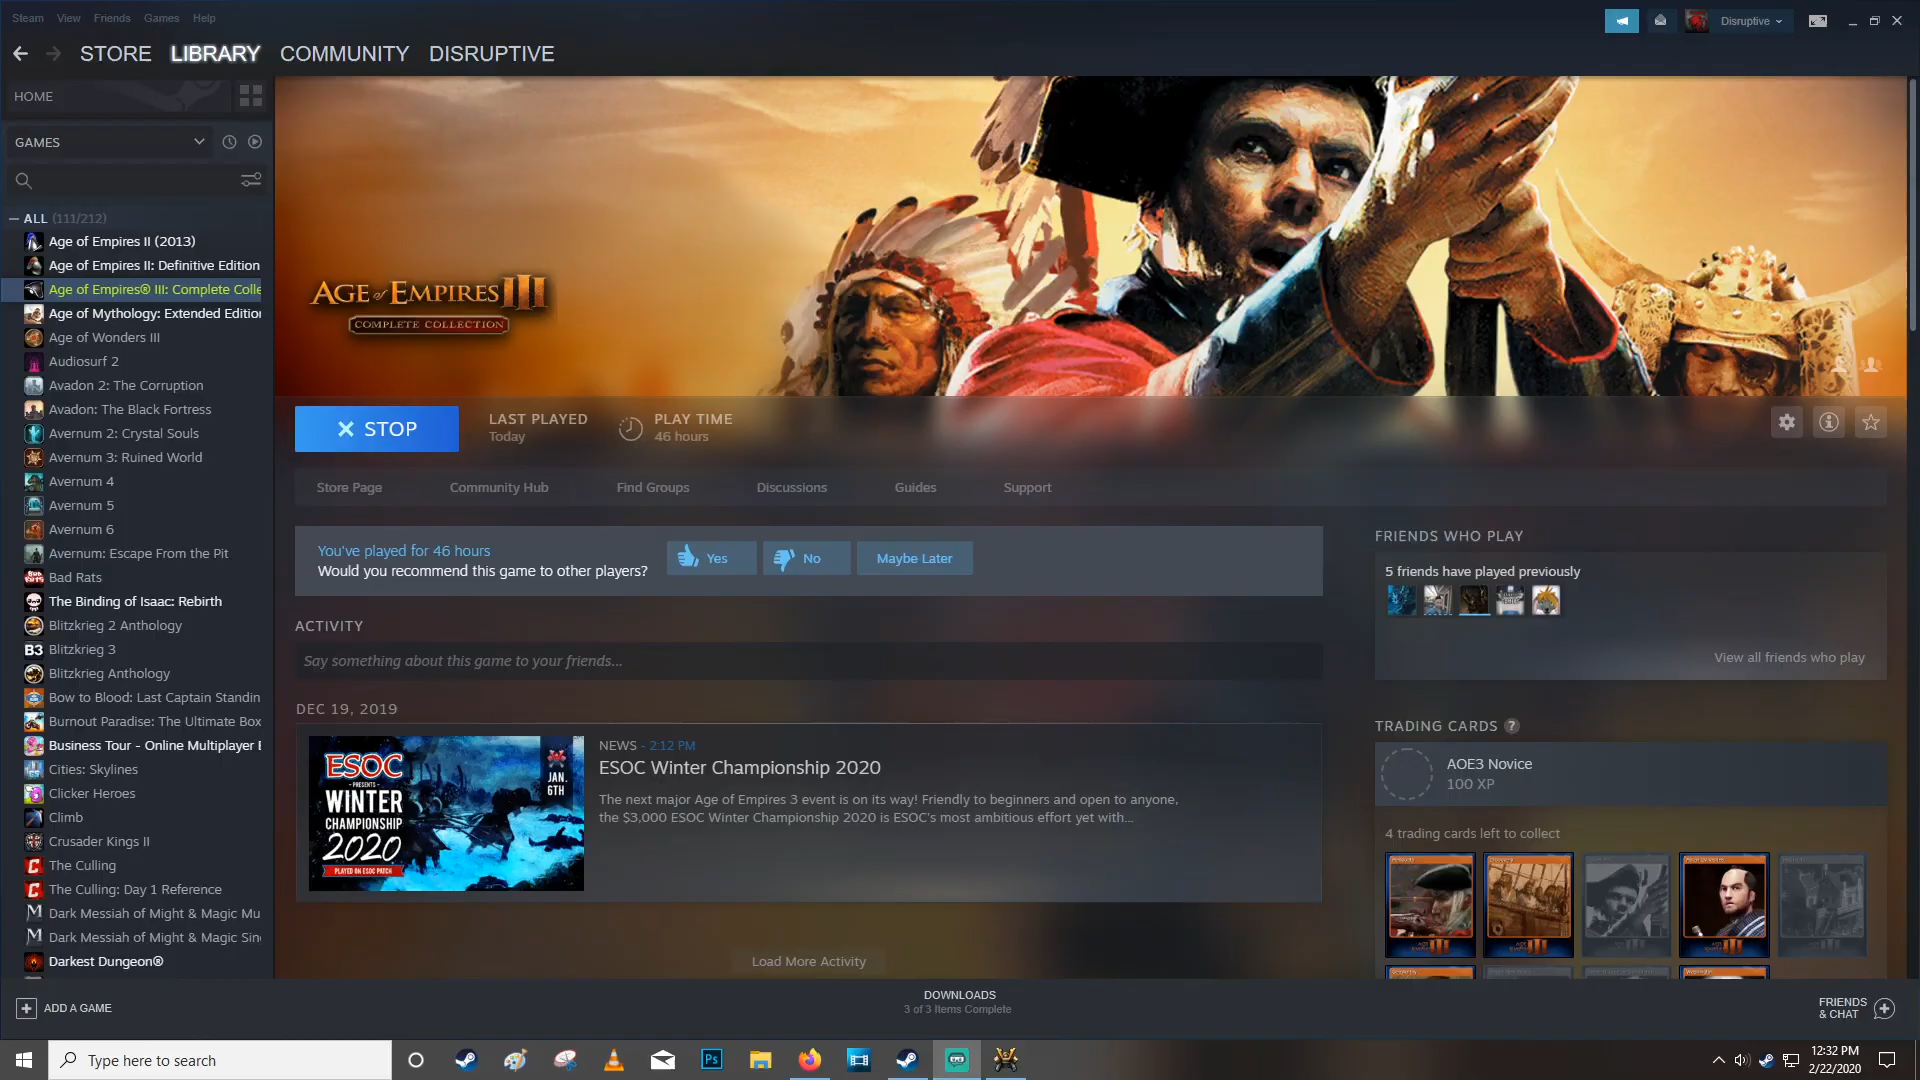 Steam View Friends Games Help
Disruptive
STORE LIBRARY COMMUNITY DISRUPTIVE
HOME
GAMES
ALL (111/212)
Age of Empires II (2013)
Age of Empires II: Definitive Edition
Age of Empires® III: Complete Colle
Age of Mythology: Extended Edition
Age of Wonders III
Audiosurf 2
Avadon 2: The Corruption
Avadon: The Black Fortress
Avernum 2: Crystal Souls
Avernum 3: Ruined World
Avernum 4
Avernum 5
Avernum 6
Avernum: Escape From the Pit
Bad Rats
The Binding of Isaac: Rebirth
Blitzkrieg 2 Anthology
B3 Blitzkrieg 3
Blitzkrieg Anthology
Bow to Blood: Last Captain Standin
Burnout Paradise: The Ultimate Box
Business Tour - Online Multiplayer
Cities: Skylines
Clicker Heroes
Climb
Crusader Kings II
The Culling
The Culling: Day 1 Reference
Dark Messiah of Might & Magic Mu
Dark Messiah of Might & Magic Sin
Darkest Dungeon®
AGE of EMPIRES III
COMPLETE COLLECTION
STOP
LAST PLAYED
Today
PLAY TIME
46 hours
Store Page Community Hub Find Groups Discussions Guides Support
You've played for 46 hours
Would you recommend this game to other players?
Yes No Maybe Later
ACTIVITY
Say something about this game to your friends...
DEC 19, 2019
ESOC
- PRESENTS -
WINTER
CHAMPIONSHIP
2020
PLAYED ON ESOC PATCH
JAN.
6TH
NEWS - 2:12 PM
ESOC Winter Championship 2020
The next major Age of Empires 3 event is on its way! Friendly to beginners and open to anyone,
the $3,000 ESOC Winter Championship 2020 is ESOC's most ambitious effort yet with...
Load More Activity
FRIENDS WHO PLAY
5 friends have played previously
View all friends who play
TRADING CARDS ?
AOE3 Novice
100 XP
4 trading cards left to collect
ADD A GAME
DOWNLOADS
3 of 3 Items Complete
FRIENDS
& CHAT
Type here to search
Ps
12:32 PM
2/22/2020